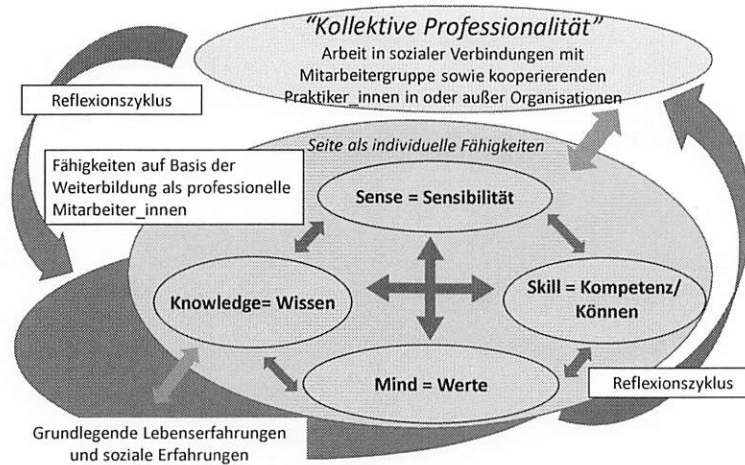 “Kollektive Professionalität”
Arbeit in sozialer Verbindungen mit
Mitarbeitergruppe sowie kooperierenden
Praktiker_innen in oder außer Organisationen
Reflexionszyklus
Seite als individuelle Fähigkeiten
Fähigkeiten auf Basis der
Weiterbildung als professionelle
Mitarbeiter_innen
Sense = Sensibilität
Knowledge= Wissen
Skill = Kompetenz/
Können
Mind = Werte
Reflexionszyklus
Grundlegende Lebenserfahrungen
und soziale Erfahrungen